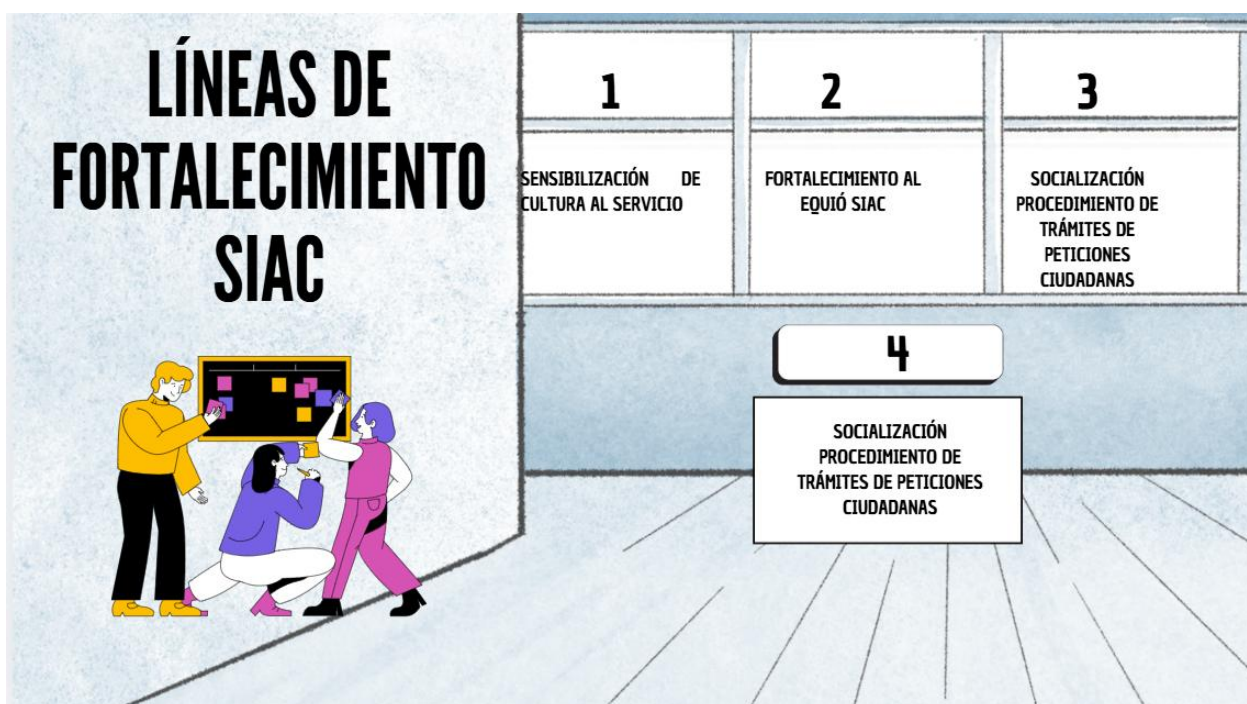 LÍNEAS DE
FORTALECIMIENTO
SIAC
1
SENSIBILIZACIÓN DE
CULTURA AL SERVICIO
2
FORTALECIMIENTO AL
EQUIÓ SIAC
3
SOCIALIZACIÓN
PROCEDIMIENTO DE
TRÁMITES DE
PETICIONES
CIUDADANAS
4
SOCIALIZACIÓN
PROCEDIMIENTO DE
TRÁMITES DE PETICIONES
CIUDADANAS